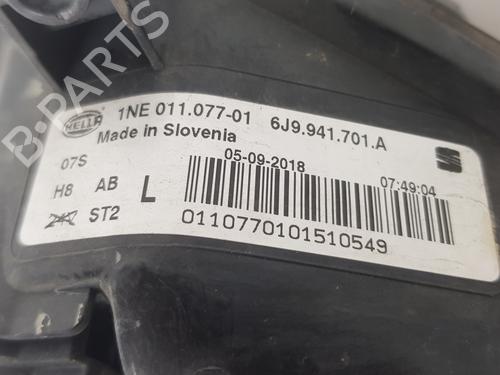 HELLA 1NE 011.077-01 6J9.941.701.A
Made in Slovenia
05-09-2018 07:49:04
07S
H8 AB L
ST2
0110770101510549
B-PARTS